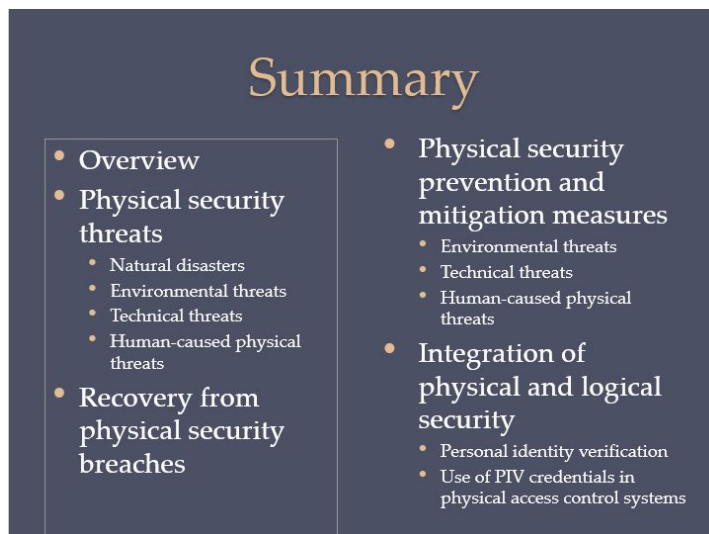 Summary
Overview
Physical security
threats
Natural disasters
Environmental threats
Technical threats
Human-caused physical
threats
Recovery from
physical security
breaches
Physical security
prevention and
mitigation measures
Environmental threats
Technical threats
Human-caused physical
threats
Integration of
physical and logical
security
Personal identity verification
Use of PIV credentials in
physical access control systems